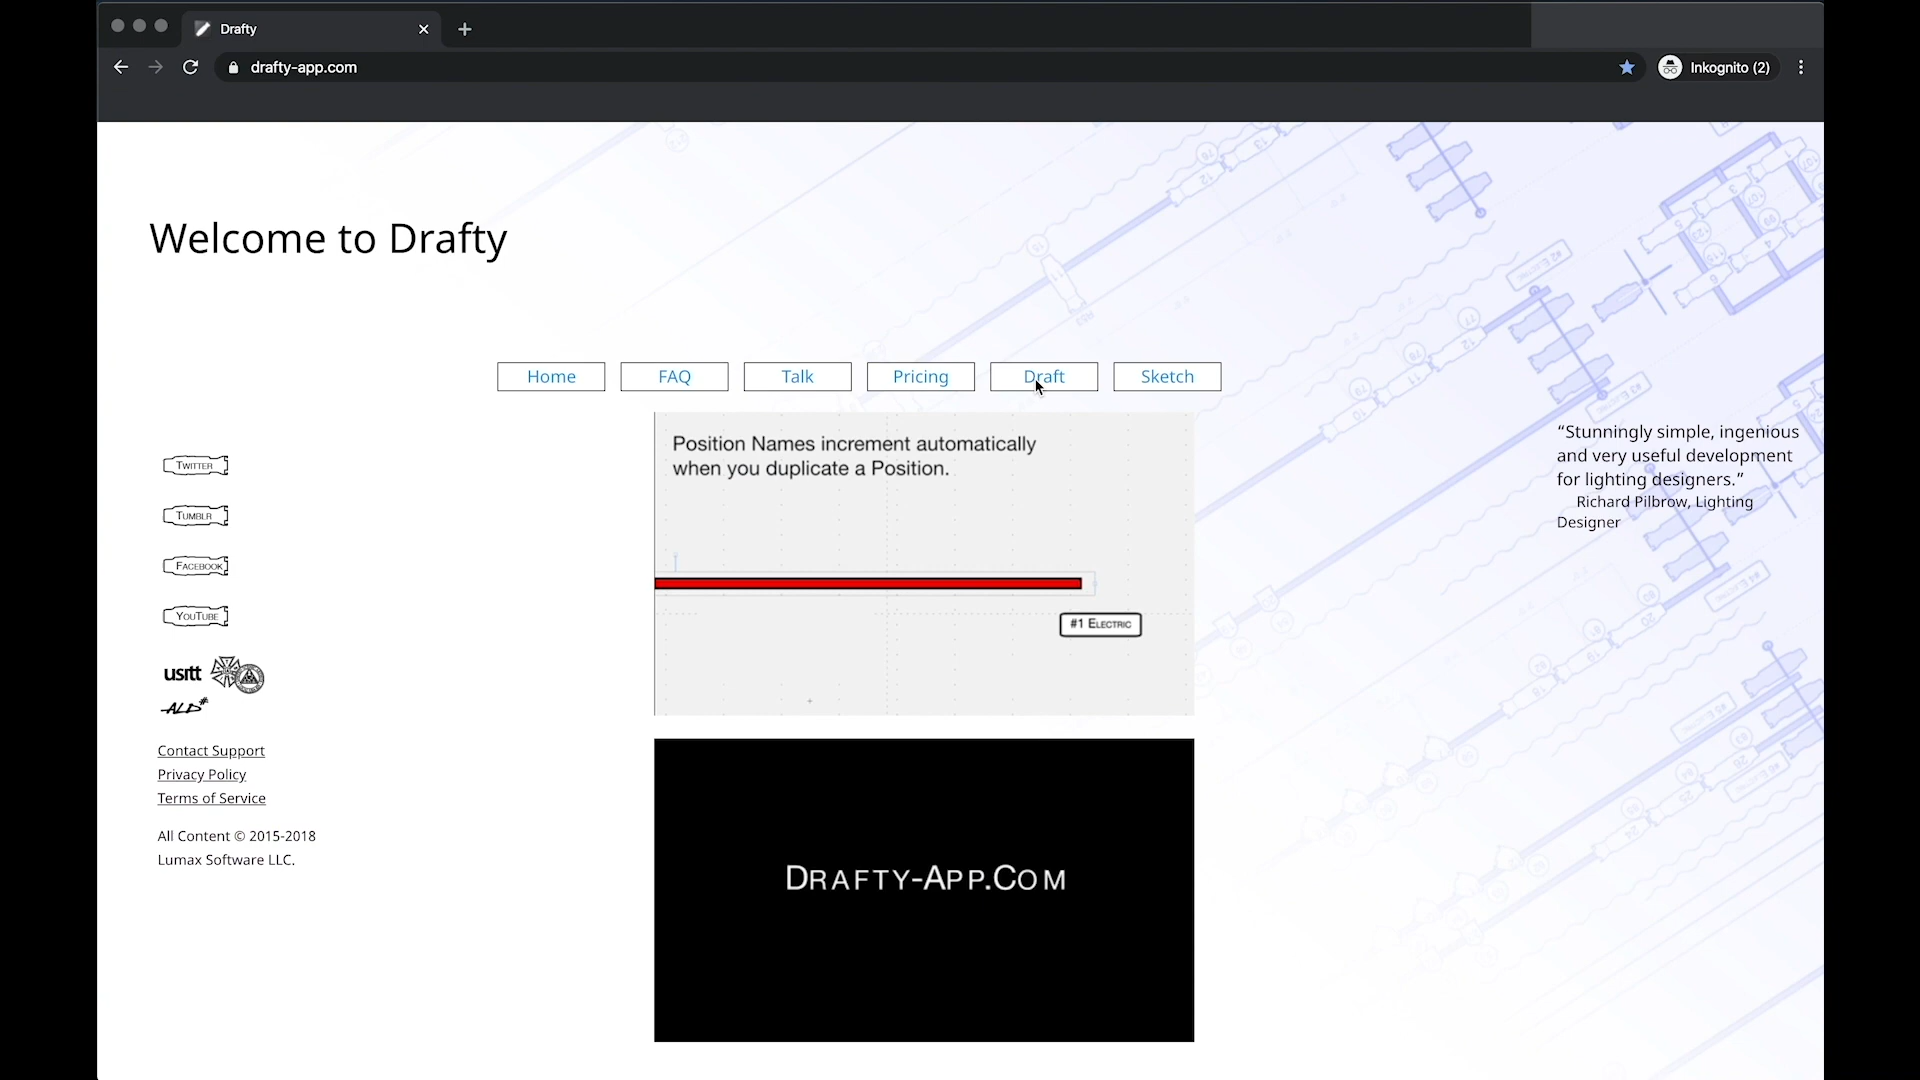 Drafty
drafty-app.com
Inkognito (2)
Welcome to Drafty
Home
FAQ
Talk
Pricing
Draft
Sketch
Position Names increment automatically
when you duplicate a Position.
#1 Electric
“Stunningly simple, ingenious
and very useful development
for lighting designers.”
Richard Pilbrow, Lighting
Designer
Twitter
Tumblr
Facebook
YouTube
usitt
ALD
Contact Support
Privacy Policy
Terms of Service
All Content © 2015-2018
Lumax Software LLC.
Drafty-App.Com